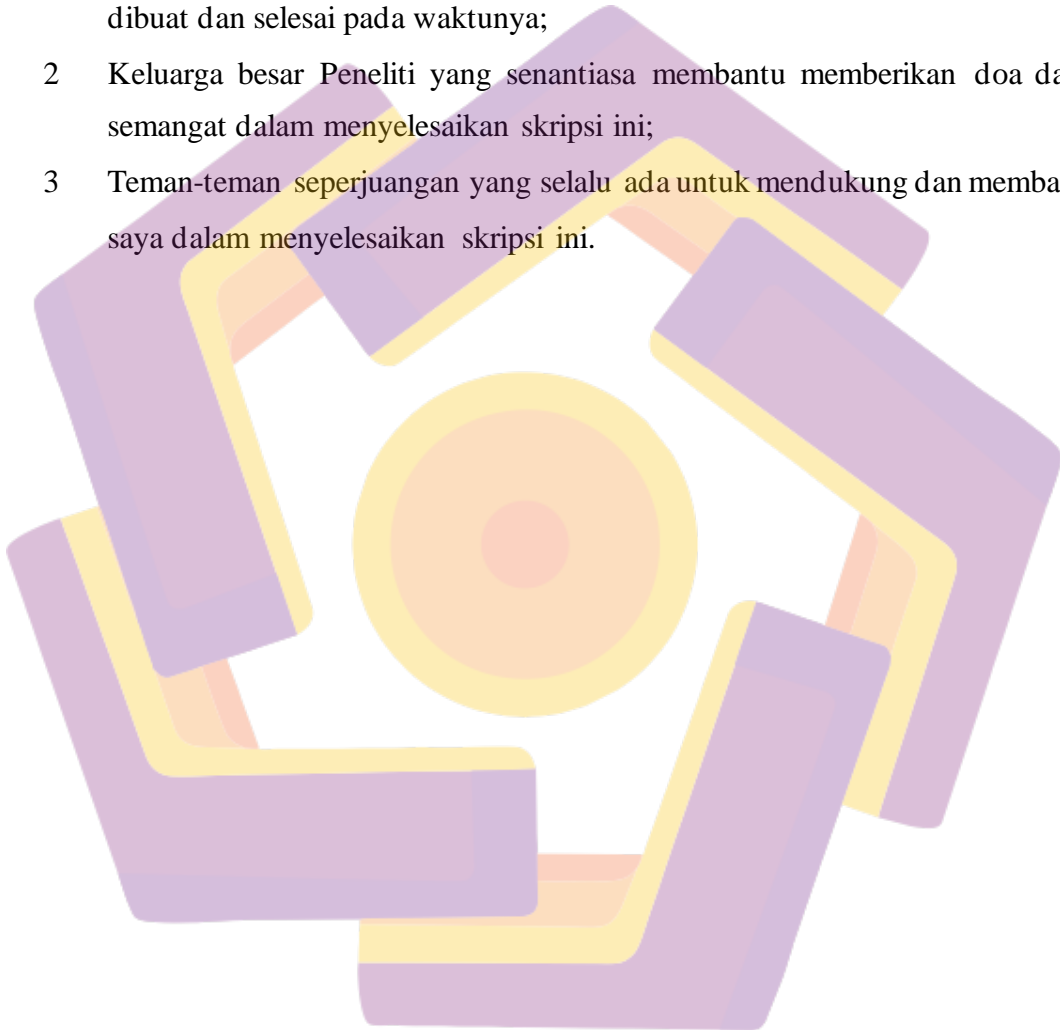 dibuat dan selesai pada waktunya;
2 Keluarga besar Peneliti yang senantiasa membantu memberikan doa da
semangat dalam menyelesaikan skripsi ini;
3 Teman-teman seperjuangan yang selalu ada untuk mendukung dan memba
saya dalam menyelesaikan skripsi ini.